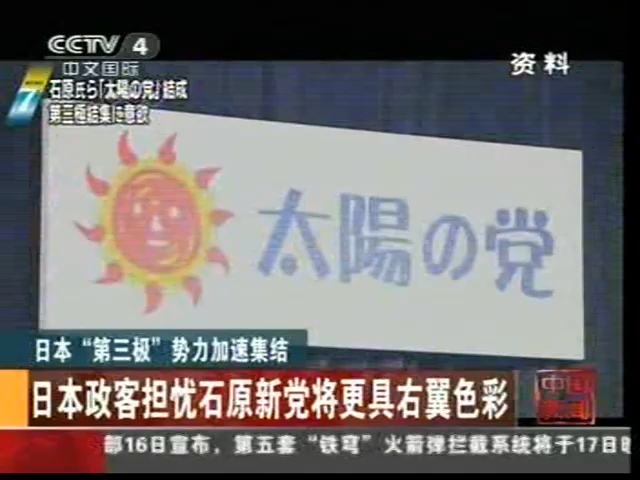 CCTV 4
中文国际
资料
石原氏ら「太陽の党」結成
第三極結集に意欲
太陽の党
日本“第三极”势力加速集结
日本政客担忧石原新党将更具右翼色彩
中国新闻
部16日宣布，第五套“铁穹”火箭弹拦截系统将于17日